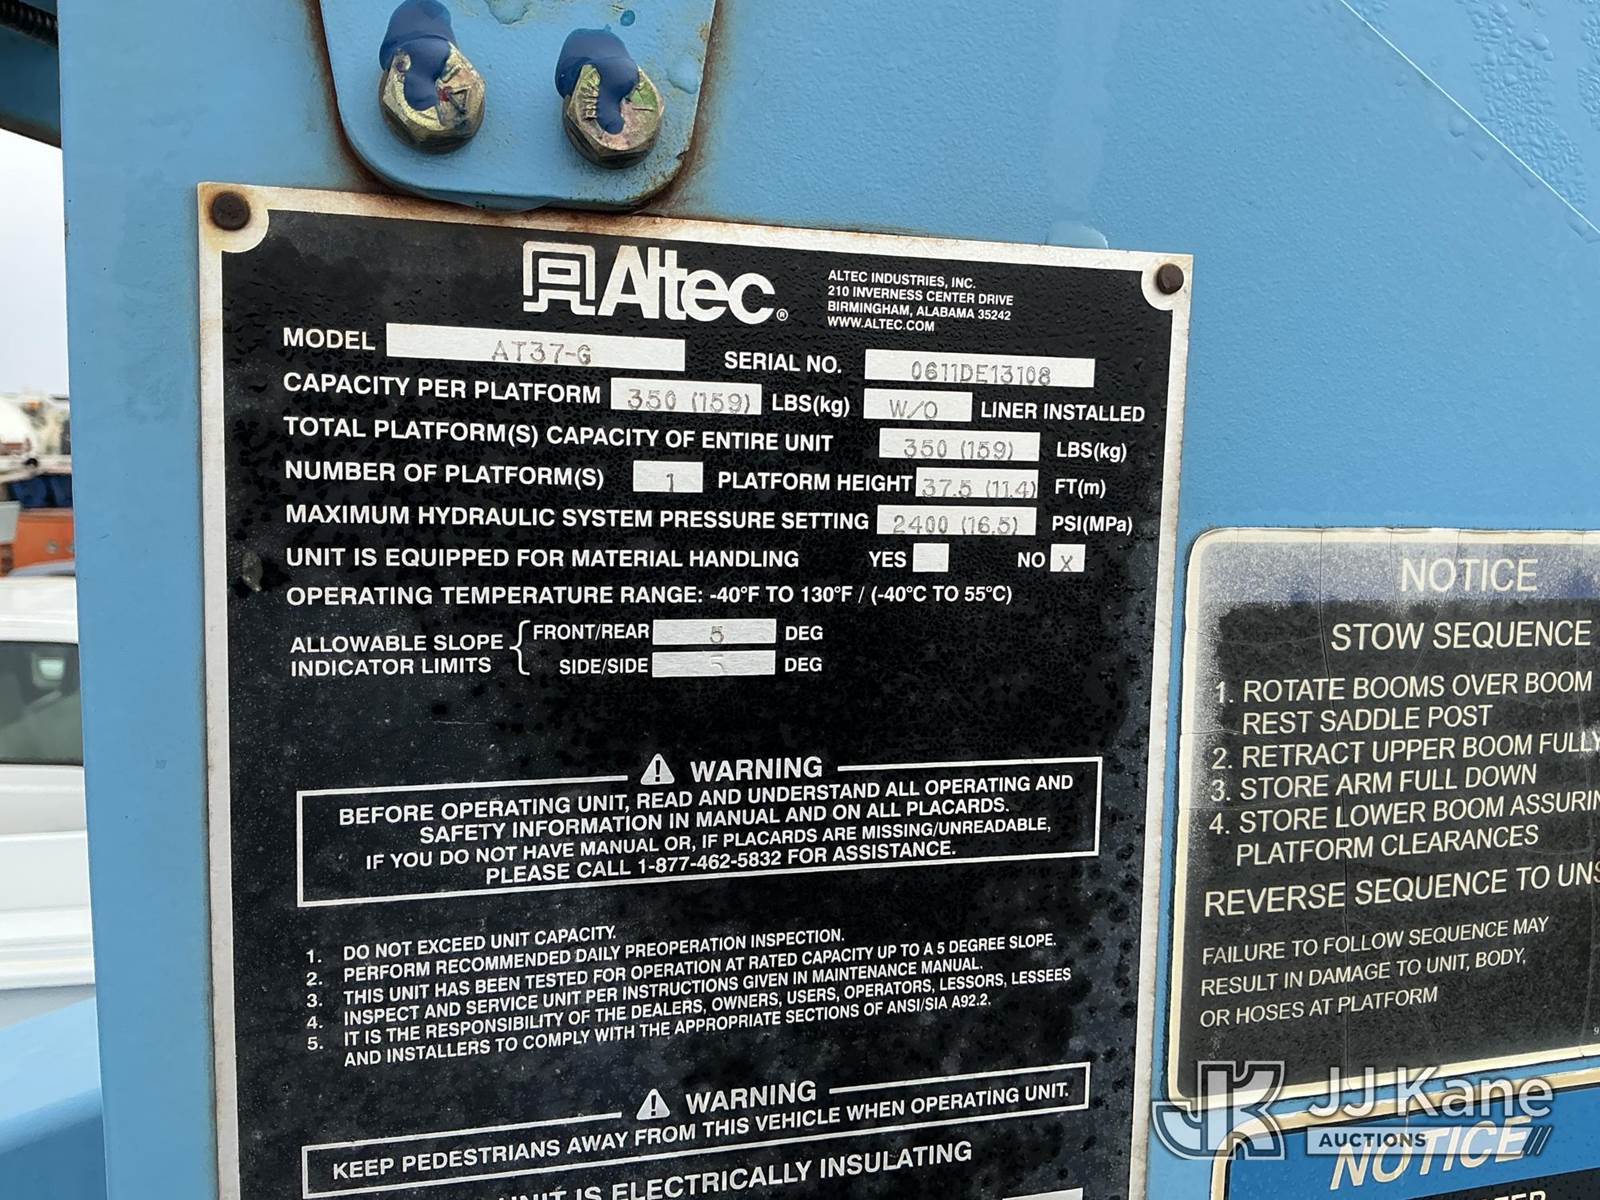 Altec®
ALTEC INDUSTRIES, INC.
210 INVERNESS CENTER DRIVE
BIRMINGHAM, ALABAMA 35242
WWW.ALTEC.COM
MODEL AT37-G SERIAL NO. 0611DE13108
CAPACITY PER PLATFORM 350 (159) LBS(kg) W/O LINER INSTALLED
TOTAL PLATFORM(S) CAPACITY OF ENTIRE UNIT 350 (159) LBS(kg)
NUMBER OF PLATFORM(S) 1 PLATFORM HEIGHT 37.5 (11.4) FT(m)
MAXIMUM HYDRAULIC SYSTEM PRESSURE SETTING 2400 (16.5) PSI(MPa)
UNIT IS EQUIPPED FOR MATERIAL HANDLING YES NO X
OPERATING TEMPERATURE RANGE: -40°F TO 130°F / (-40°C TO 55°C)
ALLOWABLE SLOPE INDICATOR LIMITS { FRONT/REAR 5 DEG
SIDE/SIDE 5 DEG
⚠ WARNING
BEFORE OPERATING UNIT, READ AND UNDERSTAND ALL OPERATING AND
SAFETY INFORMATION IN MANUAL AND ON ALL PLACARDS.
IF YOU DO NOT HAVE MANUAL OR, IF PLACARDS ARE MISSING/UNREADABLE,
PLEASE CALL 1-877-462-5832 FOR ASSISTANCE.
1. DO NOT EXCEED UNIT CAPACITY.
2. PERFORM RECOMMENDED DAILY PREOPERATION INSPECTION.
3. THIS UNIT HAS BEEN TESTED FOR OPERATION AT RATED CAPACITY UP TO A 5 DEGREE SLOPE.
4. INSPECT AND SERVICE UNIT PER INSTRUCTIONS GIVEN IN MAINTENANCE MANUAL.
5. IT IS THE RESPONSIBILITY OF THE DEALERS, OWNERS, USERS, OPERATORS, LESSORS, LESSEES
AND INSTALLERS TO COMPLY WITH THE APPROPRIATE SECTIONS OF ANSI/SIA A92.2.
⚠ WARNING
KEEP PEDESTRIANS AWAY FROM THIS VEHICLE WHEN OPERATING UNIT.
UNIT IS ELECTRICALLY INSULATING
NOTICE
STOW SEQUENCE
1. ROTATE BOOMS OVER BOOM
REST SADDLE POST
2. RETRACT UPPER BOOM FULLY
3. STORE ARM FULL DOWN
4. STORE LOWER BOOM ASSURIN
PLATFORM CLEARANCES
REVERSE SEQUENCE TO UNS
FAILURE TO FOLLOW SEQUENCE MAY
RESULT IN DAMAGE TO UNIT, BODY,
OR HOSES AT PLATFORM
NOTICE
JK JJ Kane
AUCTIONS